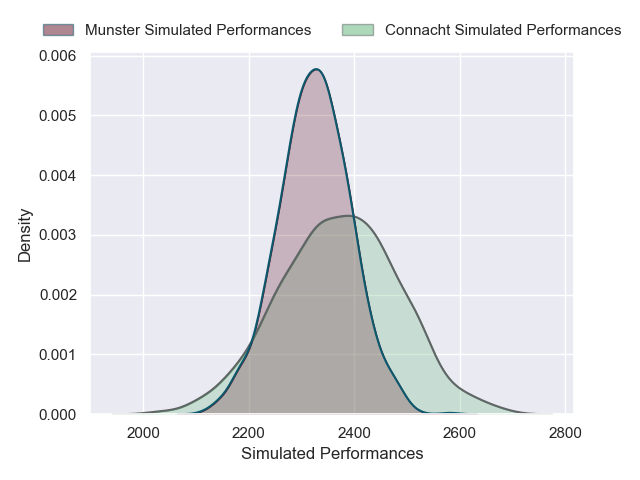 Munster Simulated Performances Connacht Simulated Performances
0.006
0.005
0.004
0.003
0.002
0.001
0.000
Density
2000 2200 2400 2600 2800
Simulated Performances